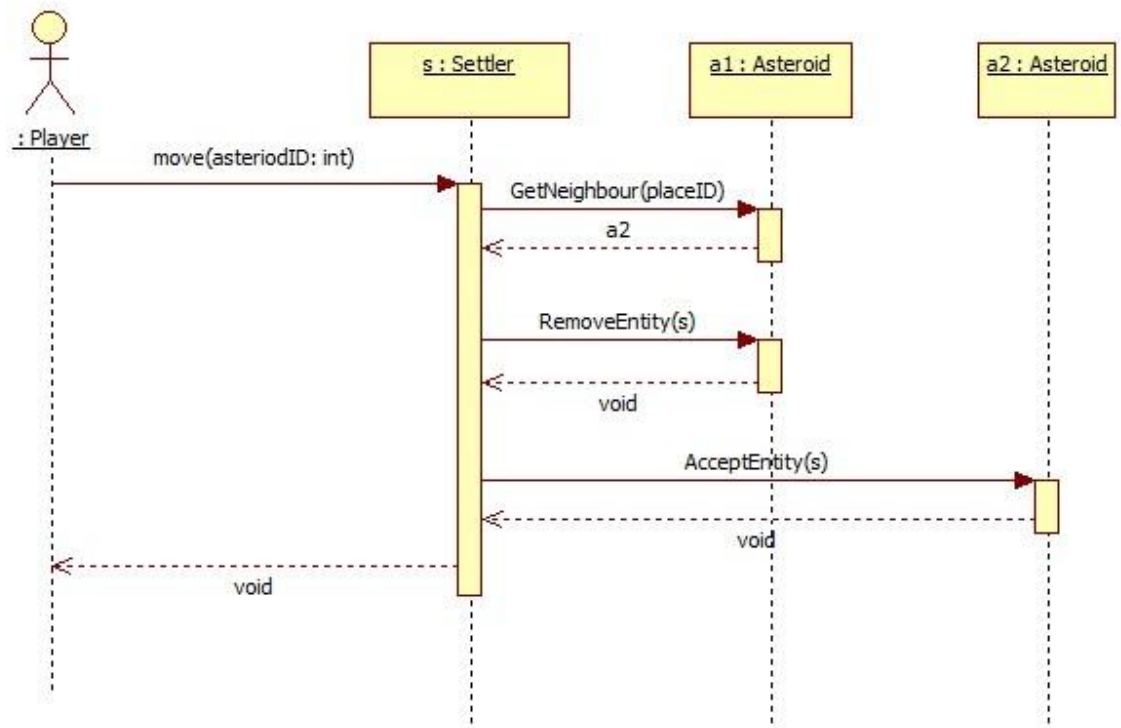 s : Settler
a1 : Asteroid
a2 : Asteroid
: Player
move(asteriodID: int)
GetNeighbour(placeID)
a2
RemoveEntity(s)
void
AcceptEntity(s)
void
void